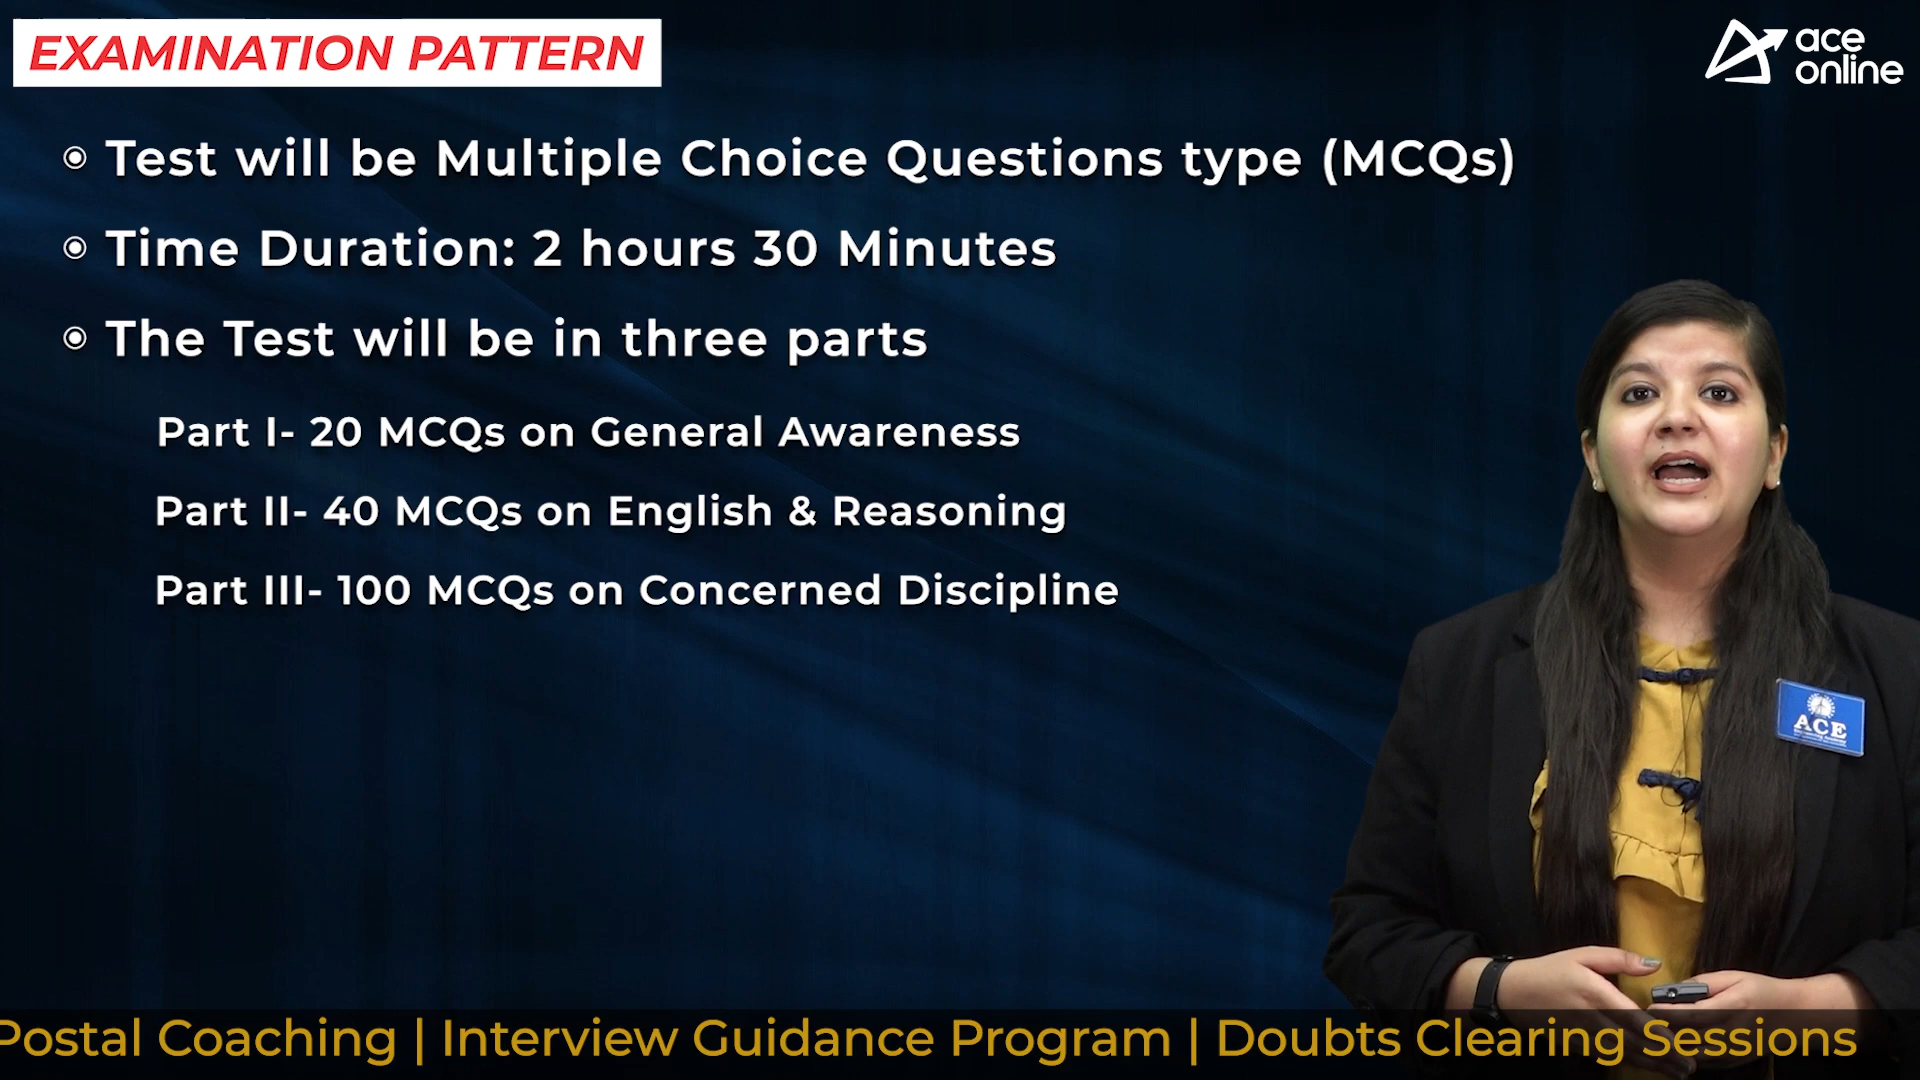 EXAMINATION PATTERN
ace
online
Test will be Multiple Choice Questions type (MCQs)
Time Duration: 2 hours 30 Minutes
The Test will be in three parts
Part I- 20 MCQs on General Awareness
Part II- 40 MCQs on English & Reasoning
Part III- 100 MCQs on Concerned Discipline
ACE
Postal Coaching | Interview Guidance Program | Doubts Clearing Sessions